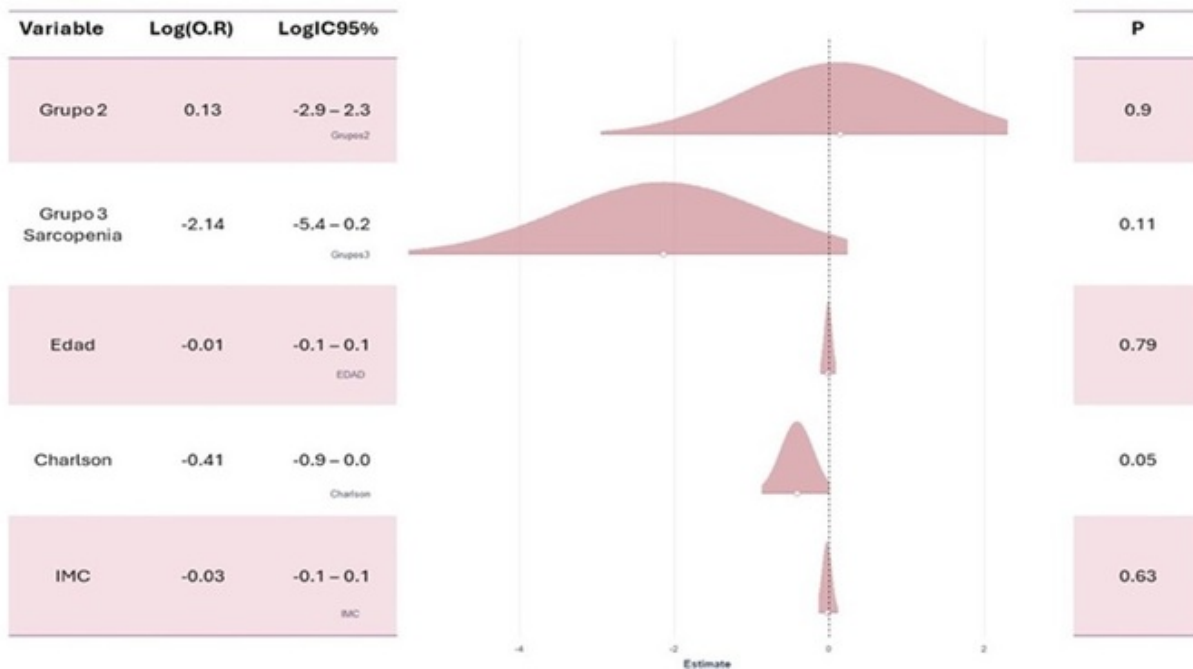 Variable Log(O.R) LogIC95% P
Grupo 2 0.13 -2.9 – 2.3 0.9
Grupos2
Grupo 3
Sarcopenia -2.14 -5.4 – 0.2 0.11
Grupos3
Edad -0.01 -0.1 – 0.1 0.79
EDAD
Charlson -0.41 -0.9 – 0.0 0.05
Charlson
IMC -0.03 -0.1 – 0.1 0.63
IMC
-4 -2 0 2
Estimate